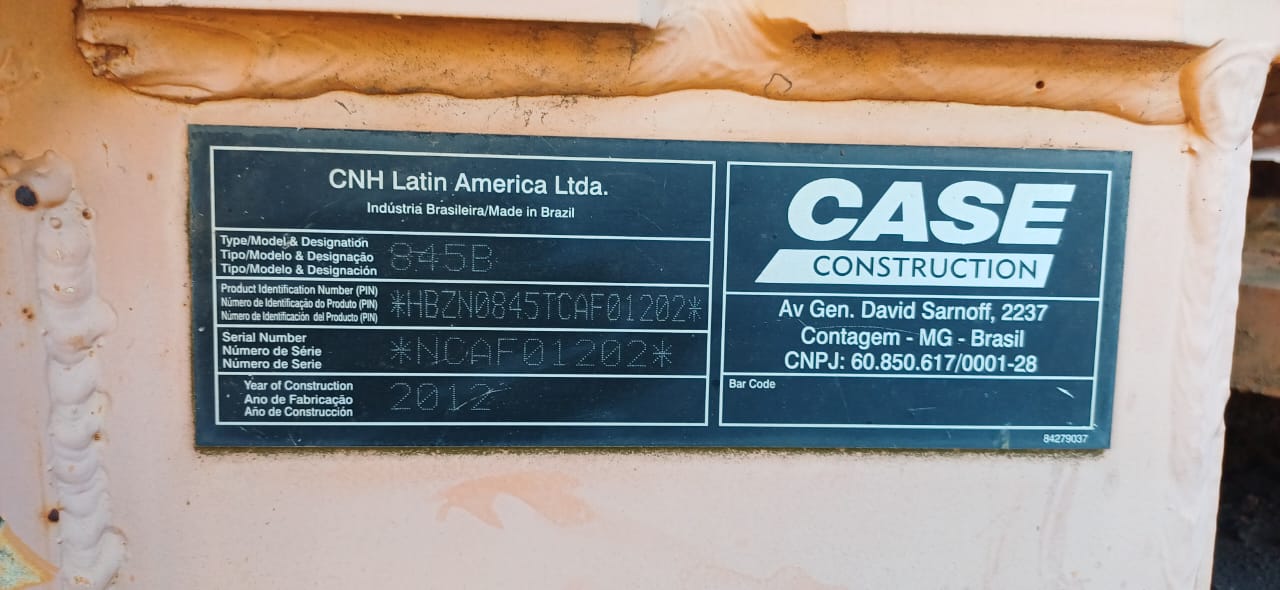 CNH Latin America Ltda.
Indústria Brasileira/Made in Brazil
Type/Model & Designation
Tipo/Modelo & Designação
Tipo/Modelo & Designación
845B
Product Identification Number (PIN)
Número de Identificação do Produto (PIN)
Número de Identificación del Producto (PIN)
*HBZN0845TCAF01202*
Serial Number
Número de Série
Número de Serie
*NCAF01202*
Year of Construction
Ano de Fabricação
Año de Construcción
2012
CASE
CONSTRUCTION
Av Gen. David Sarnoff, 2237
Contagem - MG - Brasil
CNPJ: 60.850.617/0001-28
Bar Code
84279037